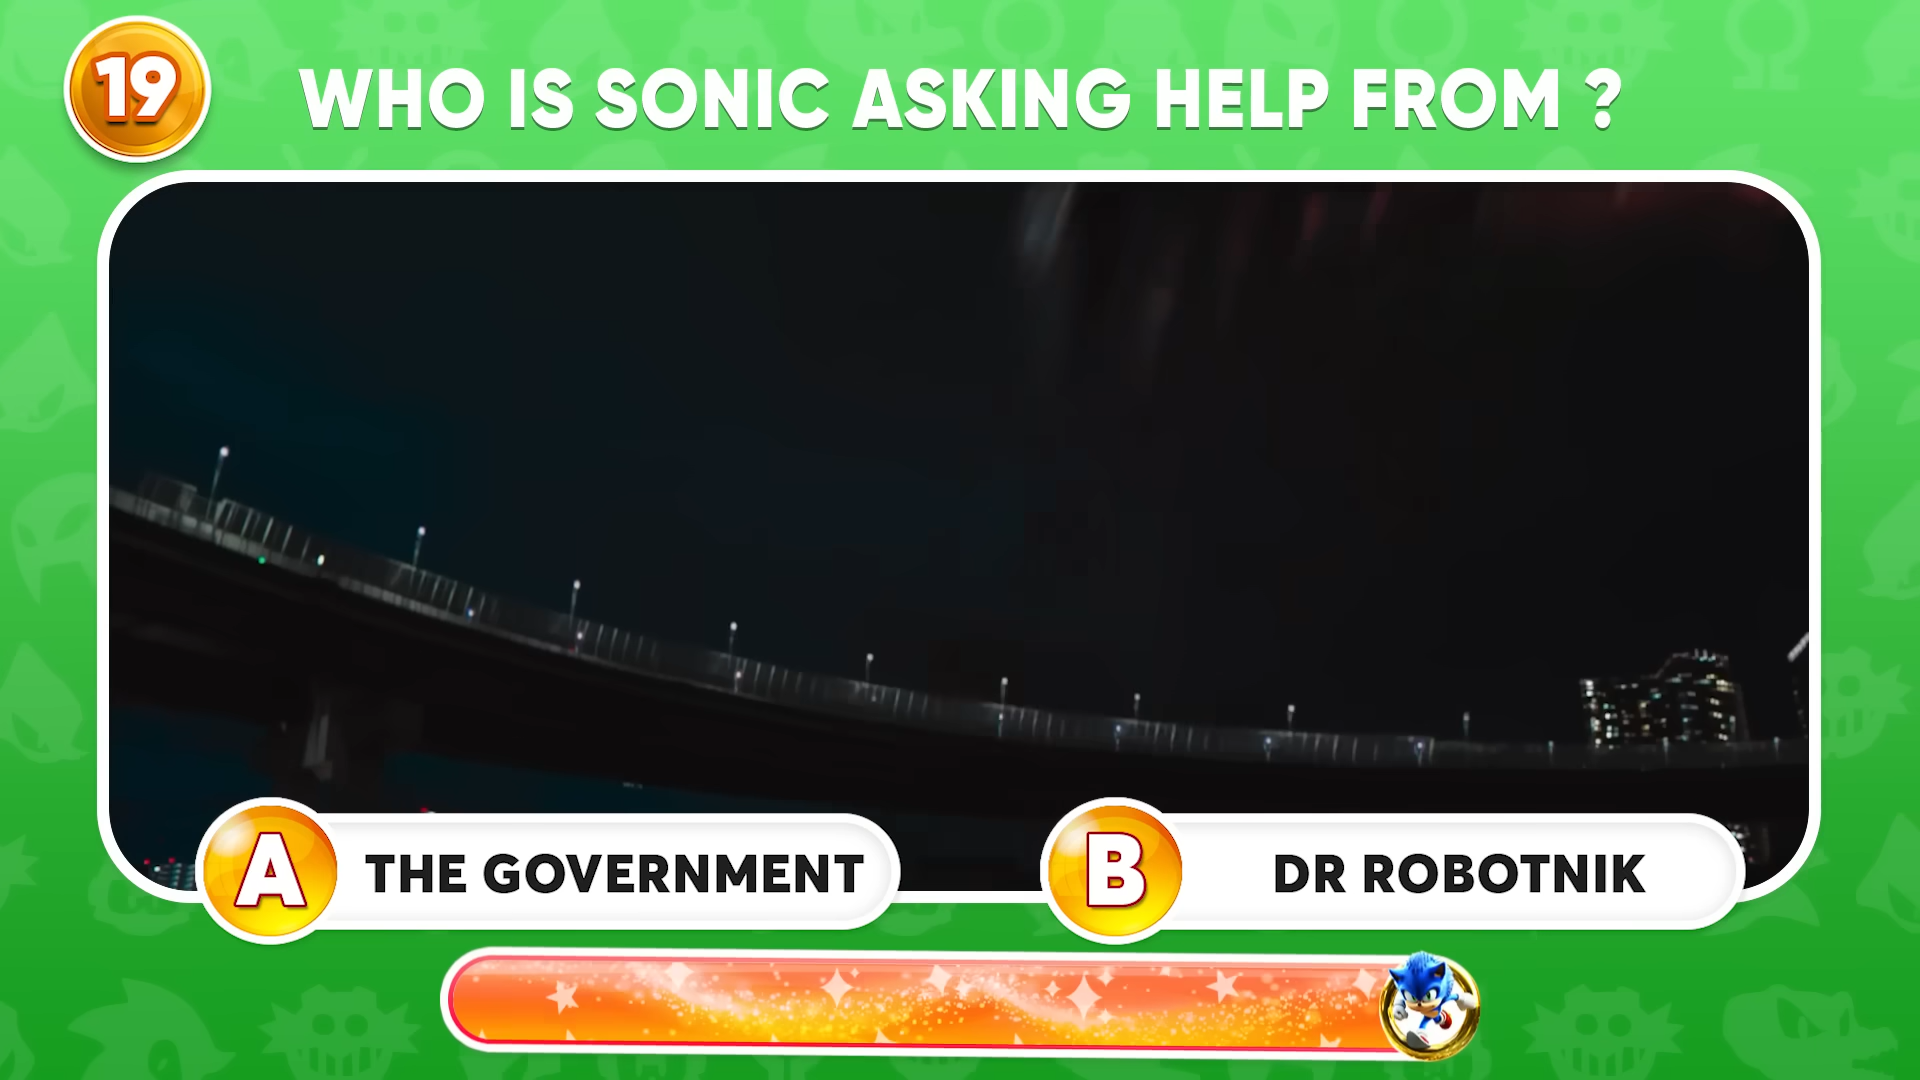 19
WHO IS SONIC ASKING HELP FROM ?
A THE GOVERNMENT
B DR ROBOTNIK